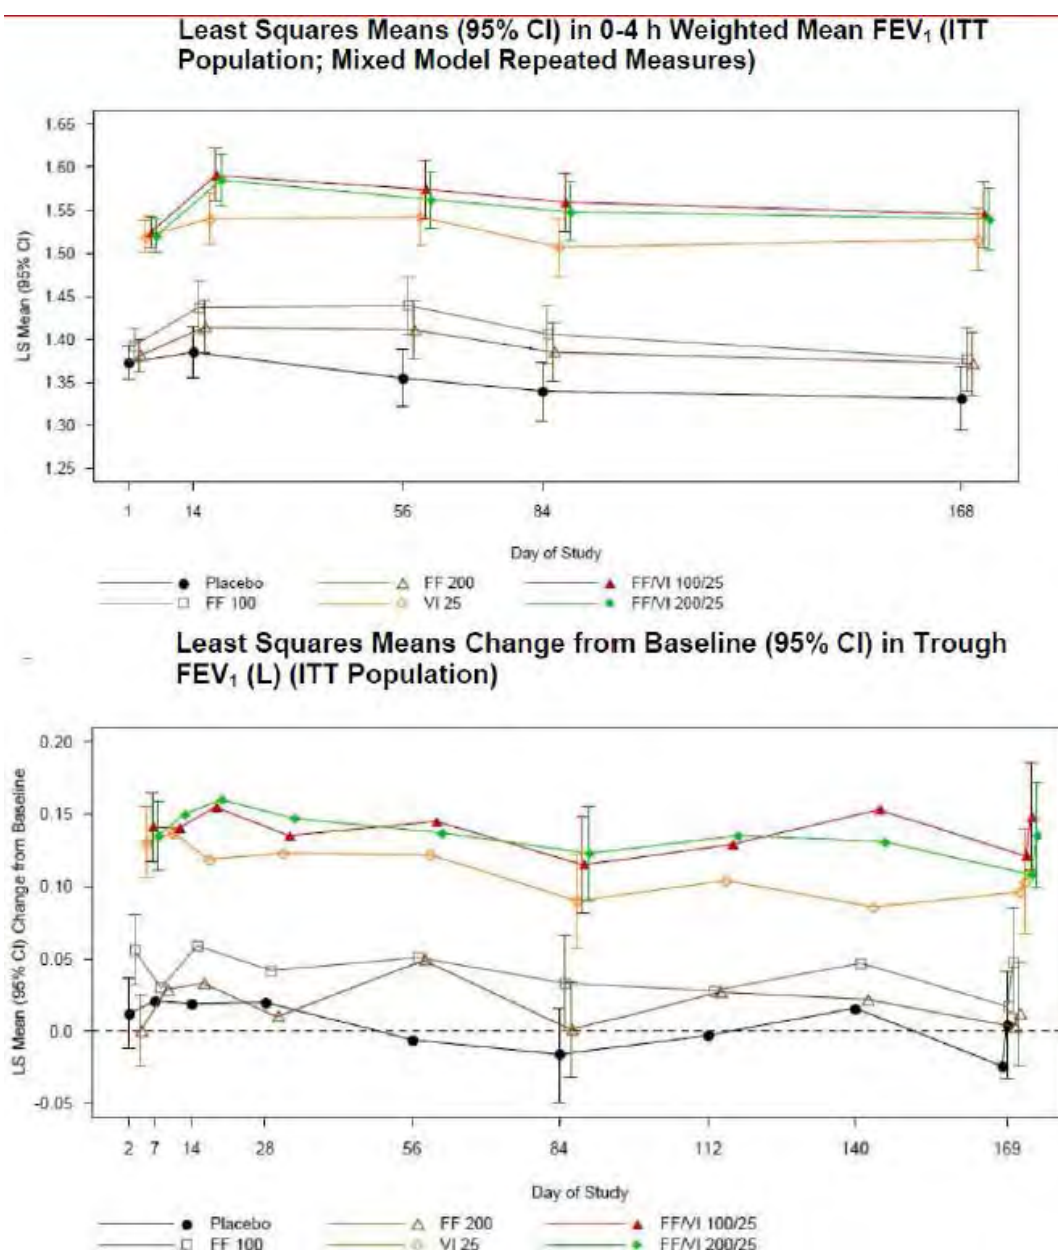 Least Squares Means (95% CI) in 0-4 h Weighted Mean FEV₁ (ITT
Population; Mixed Model Repeated Measures)
1.65
1.60
1.55
1.50
1.45
1.40
1.35
1.30
1.25
LS Mean (95% CI)
1 14 56 84 168
Day of Study
Placebo FF 200 FF/VI 100/25
FF 100 VI 25 FF/VI 200/25
Least Squares Means Change from Baseline (95% CI) in Trough
FEV₁ (L) (ITT Population)
0.20
0.15
0.10
0.05
0.0
-0.05
LS Mean (95% CI) Change from Baseline
2 7 14 28 56 84 112 140 169
Day of Study
Placebo FF 200 FF/VI 100/25
FF 100 VI 25 FF/VI 200/25